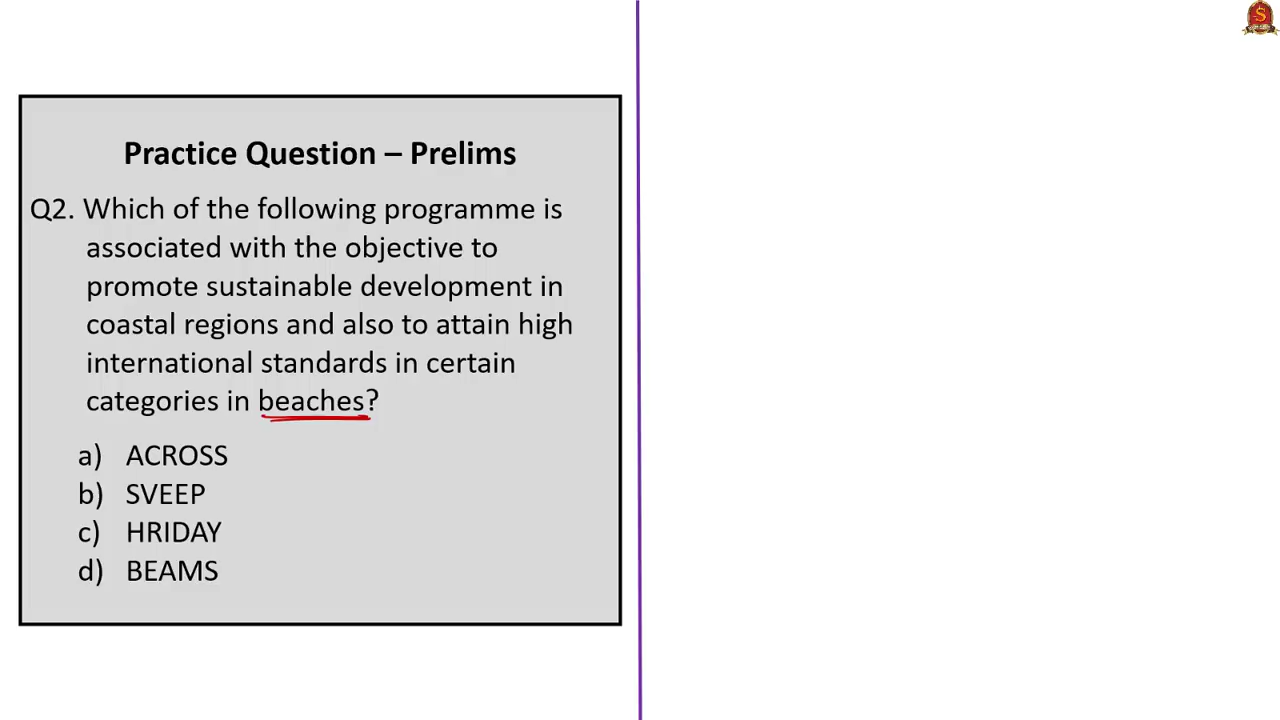 Practice Question – Prelims
Q2. Which of the following programme is
associated with the objective to
promote sustainable development in
coastal regions and also to attain high
international standards in certain
categories in beaches?
a) ACROSS
b) SVEEP
c) HRIDAY
d) BEAMS